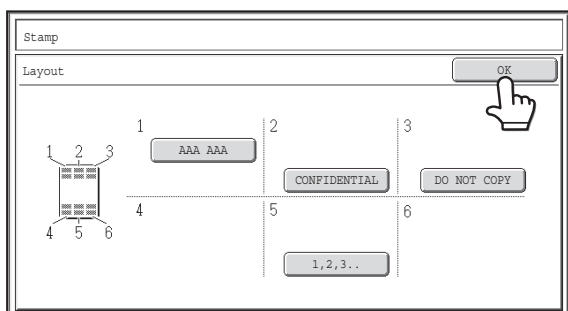 Stamp
Layout
OK
1 2 3
1 2 3
AAA AAA
CONFIDENTIAL DO NOT COPY
4 5 6
4 5 6
1,2,3..